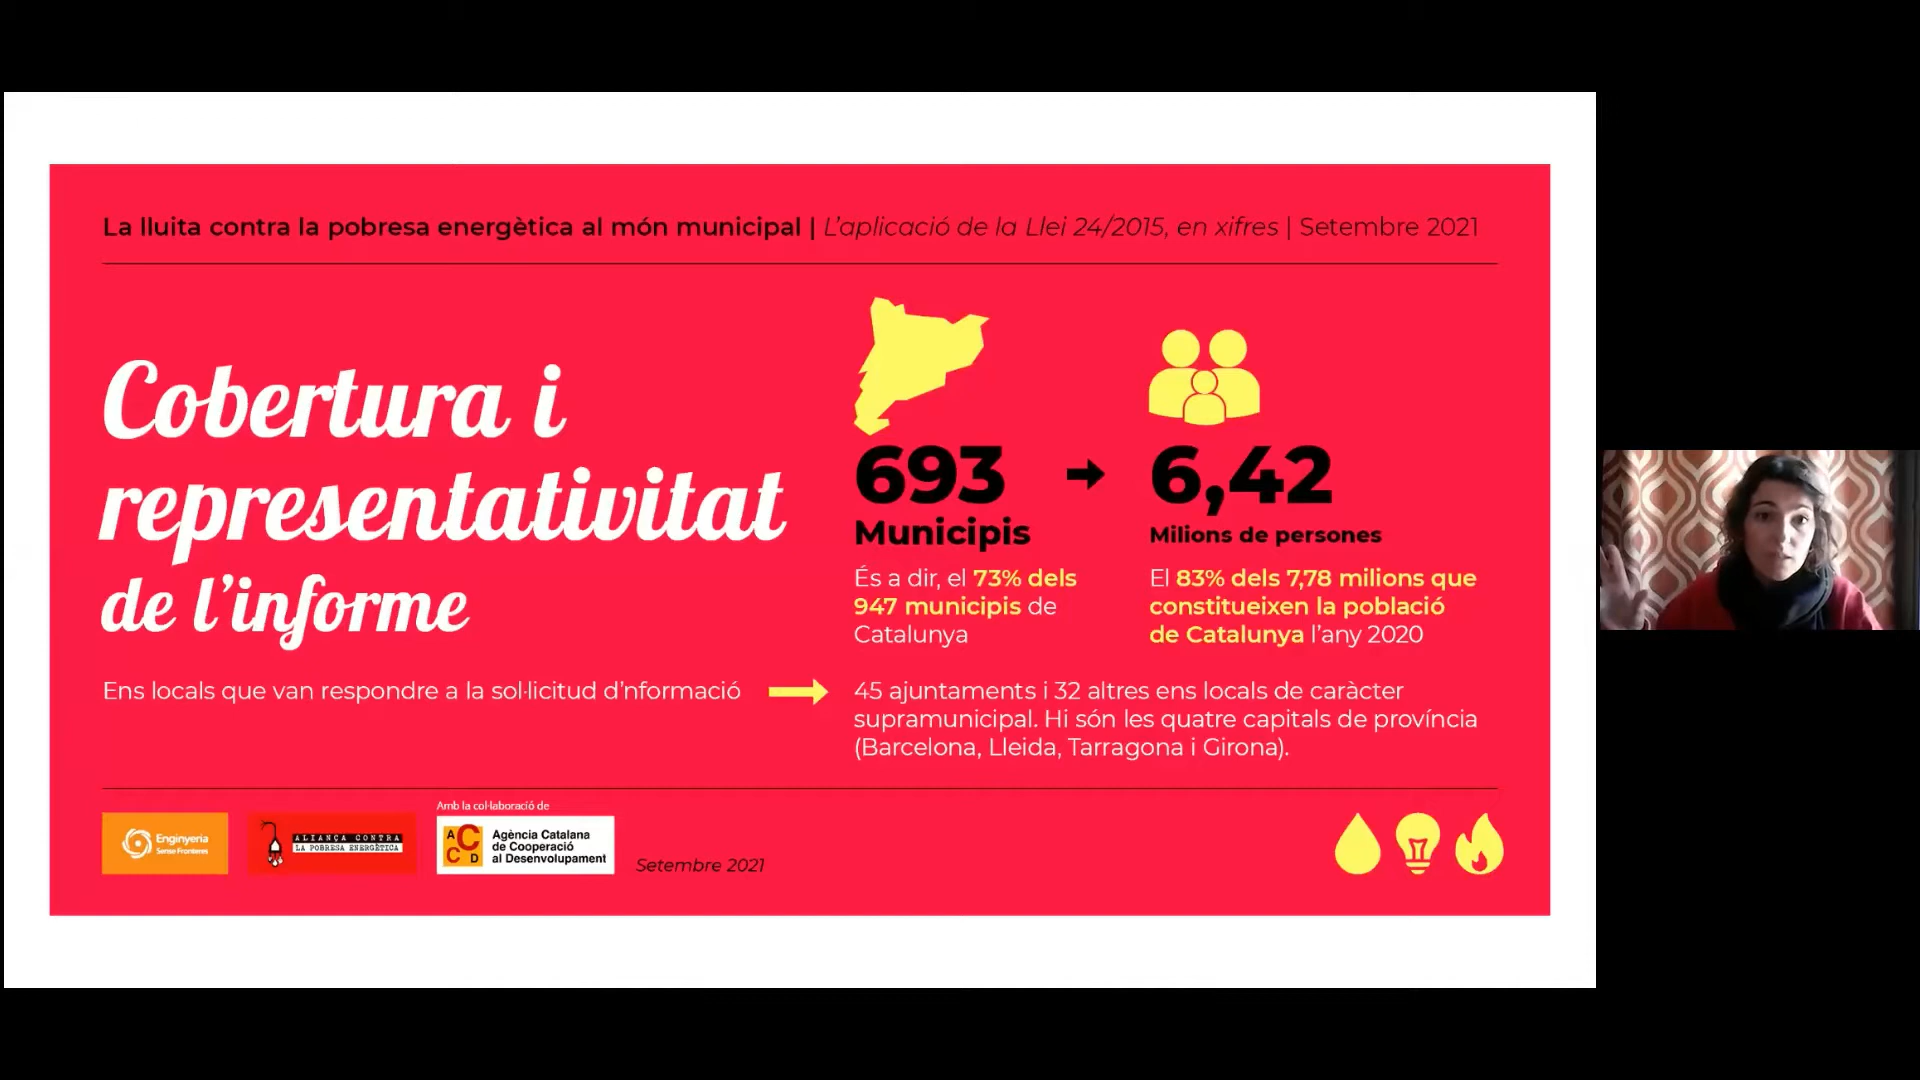 La lluita contra la pobresa energètica al món municipal | L'aplicació de la Llei 24/2015, en xifres | Setembre 2021
Cobertura i
representativitat
de l'informe
693
Municipis
És a dir, el 73% dels
947 municipis de
Catalunya
6,42
Milions de persones
El 83% dels 7,78 milions que
constitueixen la població
de Catalunya l'any 2020
Ens locals que van respondre a la sol·licitud d'nformació
45 ajuntaments i 32 altres ens locals de caràcter
supramunicipal. Hi són les quatre capitals de província
(Barcelona, Lleida, Tarragona i Girona).
Enginyeria
Sense Fronteres
ALIANÇA CONTRA
LA POBRESA ENERGÈTICA
Amb la col·laboració de
ACCD
Agència Catalana
de Cooperació
al Desenvolupament
Setembre 2021